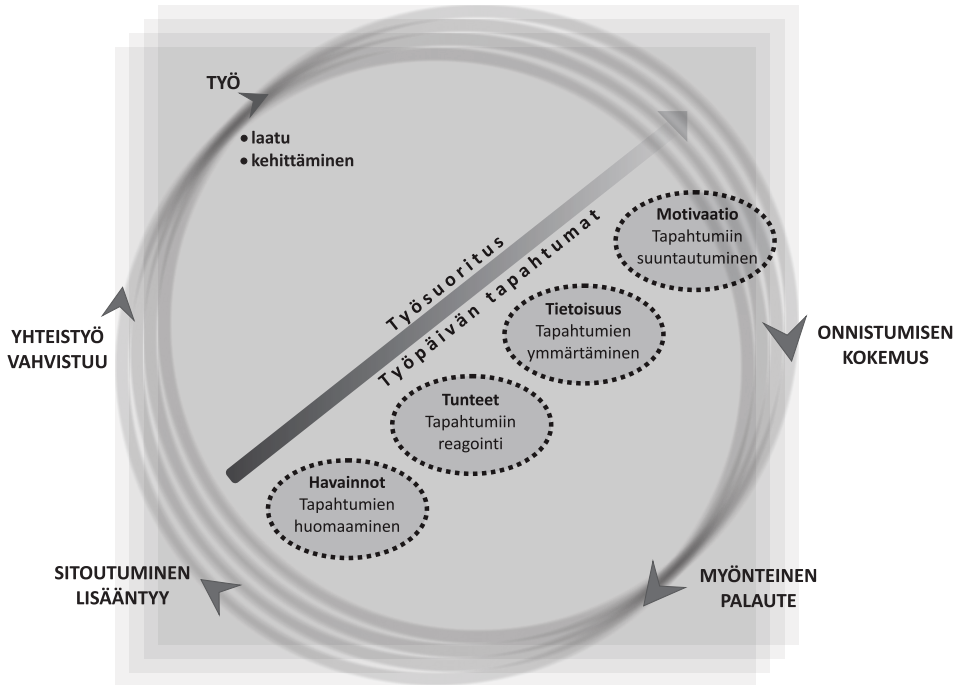 TYÖ
• laatu
• kehittäminen
Työsuoritus
Työpäivän tapahtumat
Motivaatio
Tapahtumiin
suuntautuminen
Tietoisuus
Tapahtumien
ymmärtäminen
Tunteet
Tapahtumiin
reagointi
Havainnot
Tapahtumien
huomaaminen
ONNISTUMISEN
KOKEMUS
MYÖNTEINEN
PALAUTE
SITOUTUMINEN
LISÄÄNTYY
YHTEISTYÖ
VAHVISTUU